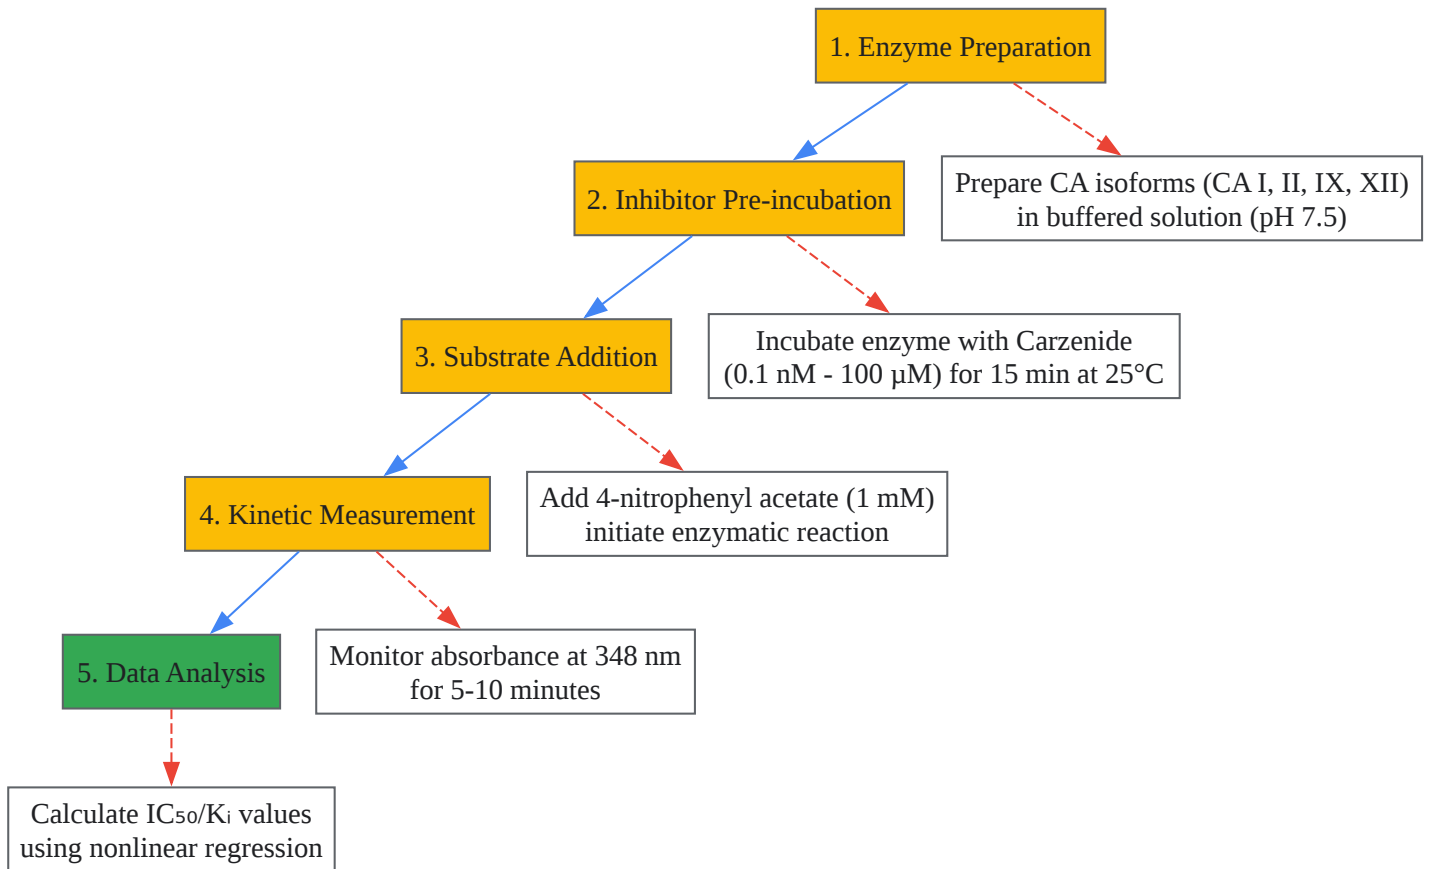 1. Enzyme Preparation
Prepare CA isoforms (CA I, II, IX, XII)
in buffered solution (pH 7.5)
2. Inhibitor Pre-incubation
Incubate enzyme with Carzenide
(0.1 nM - 100 µM) for 15 min at 25°C
3. Substrate Addition
Add 4-nitrophenyl acetate (1 mM)
initiate enzymatic reaction
4. Kinetic Measurement
Monitor absorbance at 348 nm
for 5-10 minutes
5. Data Analysis
Calculate IC₅₀/Kᵢ values
using nonlinear regression